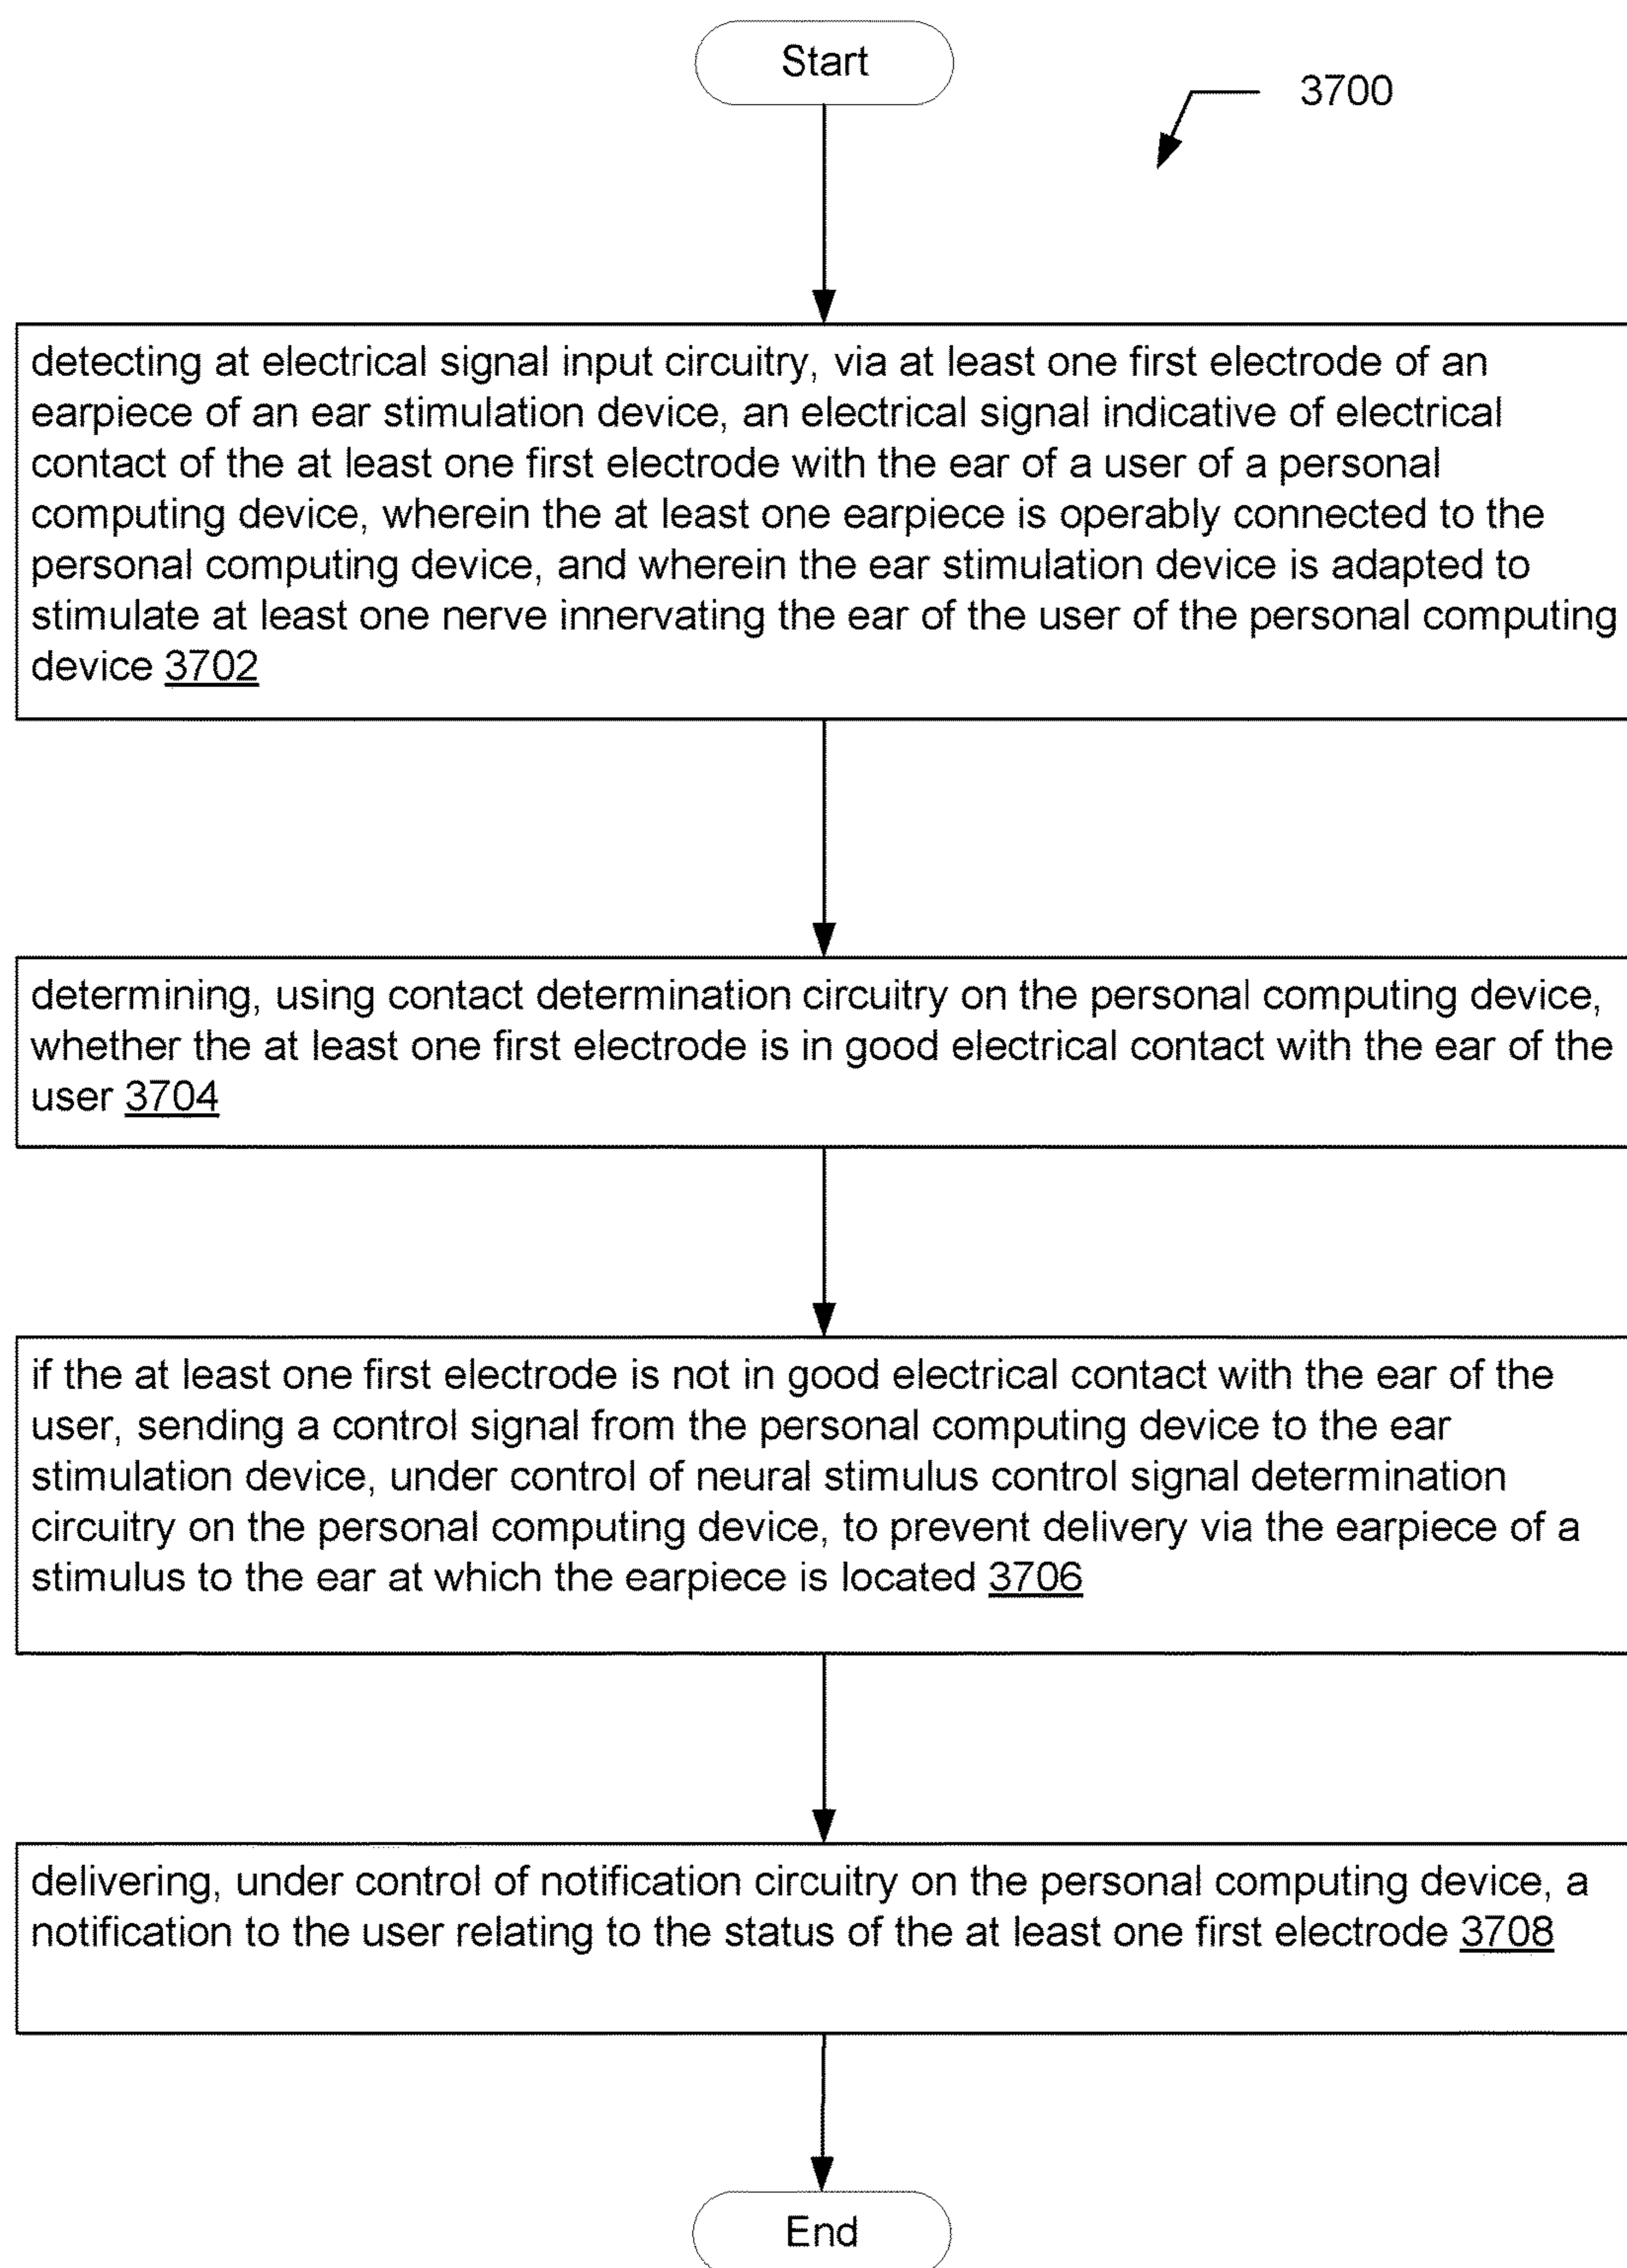 Start
3700
detecting at electrical signal input circuitry, via at least one first electrode of an
earpiece of an ear stimulation device, an electrical signal indicative of electrical
contact of the at least one first electrode with the ear of a user of a personal
computing device, wherein the at least one earpiece is operably connected to the
personal computing device, and wherein the ear stimulation device is adapted to
stimulate at least one nerve innervating the ear of the user of the personal computing
device 3702
determining, using contact determination circuitry on the personal computing device,
whether the at least one first electrode is in good electrical contact with the ear of the
user 3704
if the at least one first electrode is not in good electrical contact with the ear of the
user, sending a control signal from the personal computing device to the ear
stimulation device, under control of neural stimulus control signal determination
circuitry on the personal computing device, to prevent delivery via the earpiece of a
stimulus to the ear at which the earpiece is located 3706
delivering, under control of notification circuitry on the personal computing device, a
notification to the user relating to the status of the at least one first electrode 3708
End